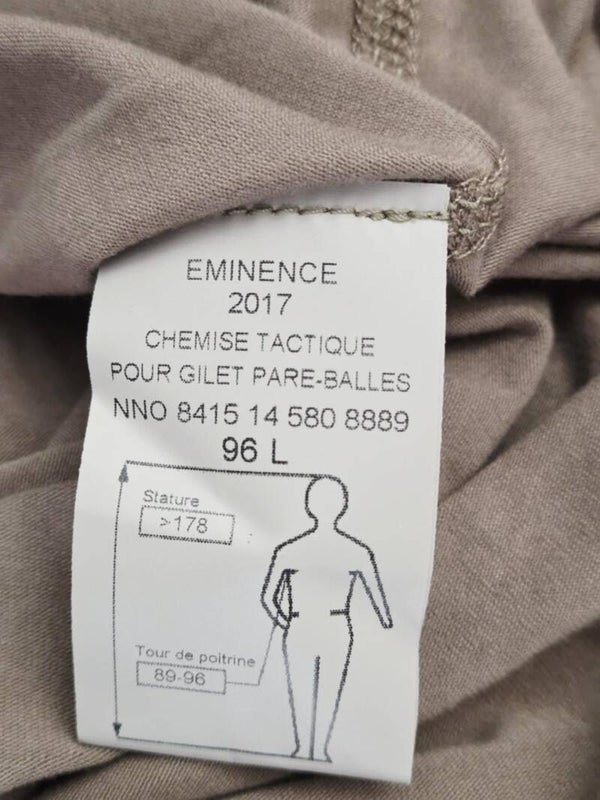 EMINENCE
2017
CHEMISE TACTIQUE
POUR GILET PARE-BALLES
NNO 8415 14 580 8889
96 L
Stature
>178
Tour de poitrine
89-96